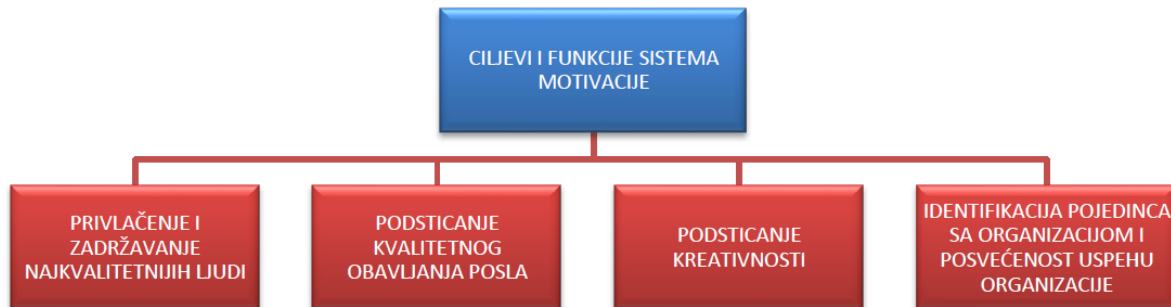 CILJEVI I FUNKCIJE SISTEMA
MOTIVACIJE
PRIVLAČENJE I
ZADRŽAVANJE
NAJKVALITETNIJIH LJUDI
PODSTICANJE
KVALITETNOG
OBAVLJANJA POSLA
PODSTICANJE
KREATIVNOSTI
IDENTIFIKACIJA POJEDINCA
SA ORGANIZACIJOM I
POSVEĆENOST USPEHU
ORGANIZACIJE